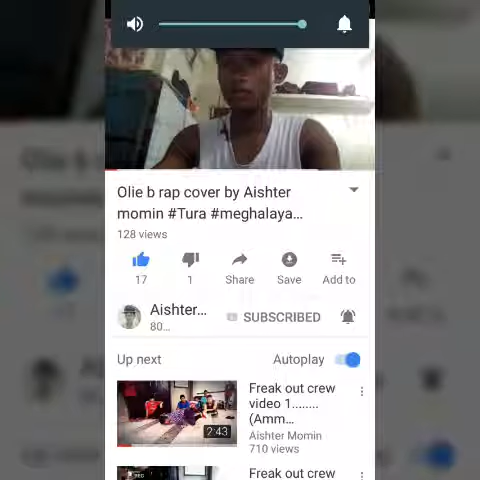 Olie b rap cover by Aishter
momin #Tura #meghalaya...
128 views
17
1
Share
Save
Add to
Aishter...
80...
SUBSCRIBED
Up next
Autoplay
2:43
Freak out crew
video 1........
(Amm...
Aishter Momin
710 views
Freak out crew